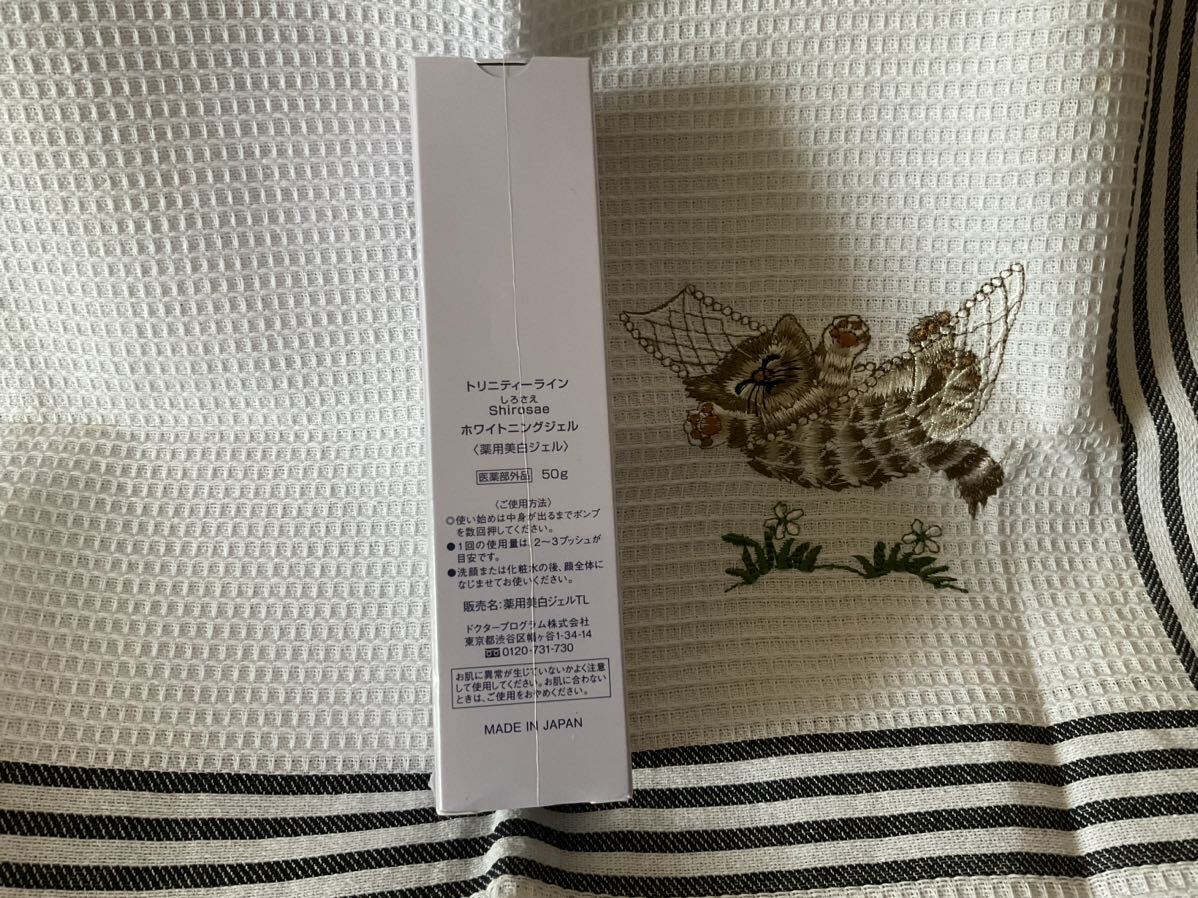 トリニティーライン
しろさえ
Shirosae
ホワイトニングジェル
〈薬用美白ジェル〉
医薬部外品 50g
〈ご使用方法〉
◎使い始めは中身が出るまでポンプ
を数回押してください。
●1回の使用量は、2〜3プッシュが
目安です。
●洗顔または化粧水の後、顔全体に
なじませてお使いください。
販売名:薬用美白ジェルTL
ドクタープログラム株式会社
東京都渋谷区幡ヶ谷1-34-14
0120-731-730
お肌に異常が生じていないかよく注意
して使用してください。お肌に合わない
ときは、ご使用をおやめください。
MADE IN JAPAN